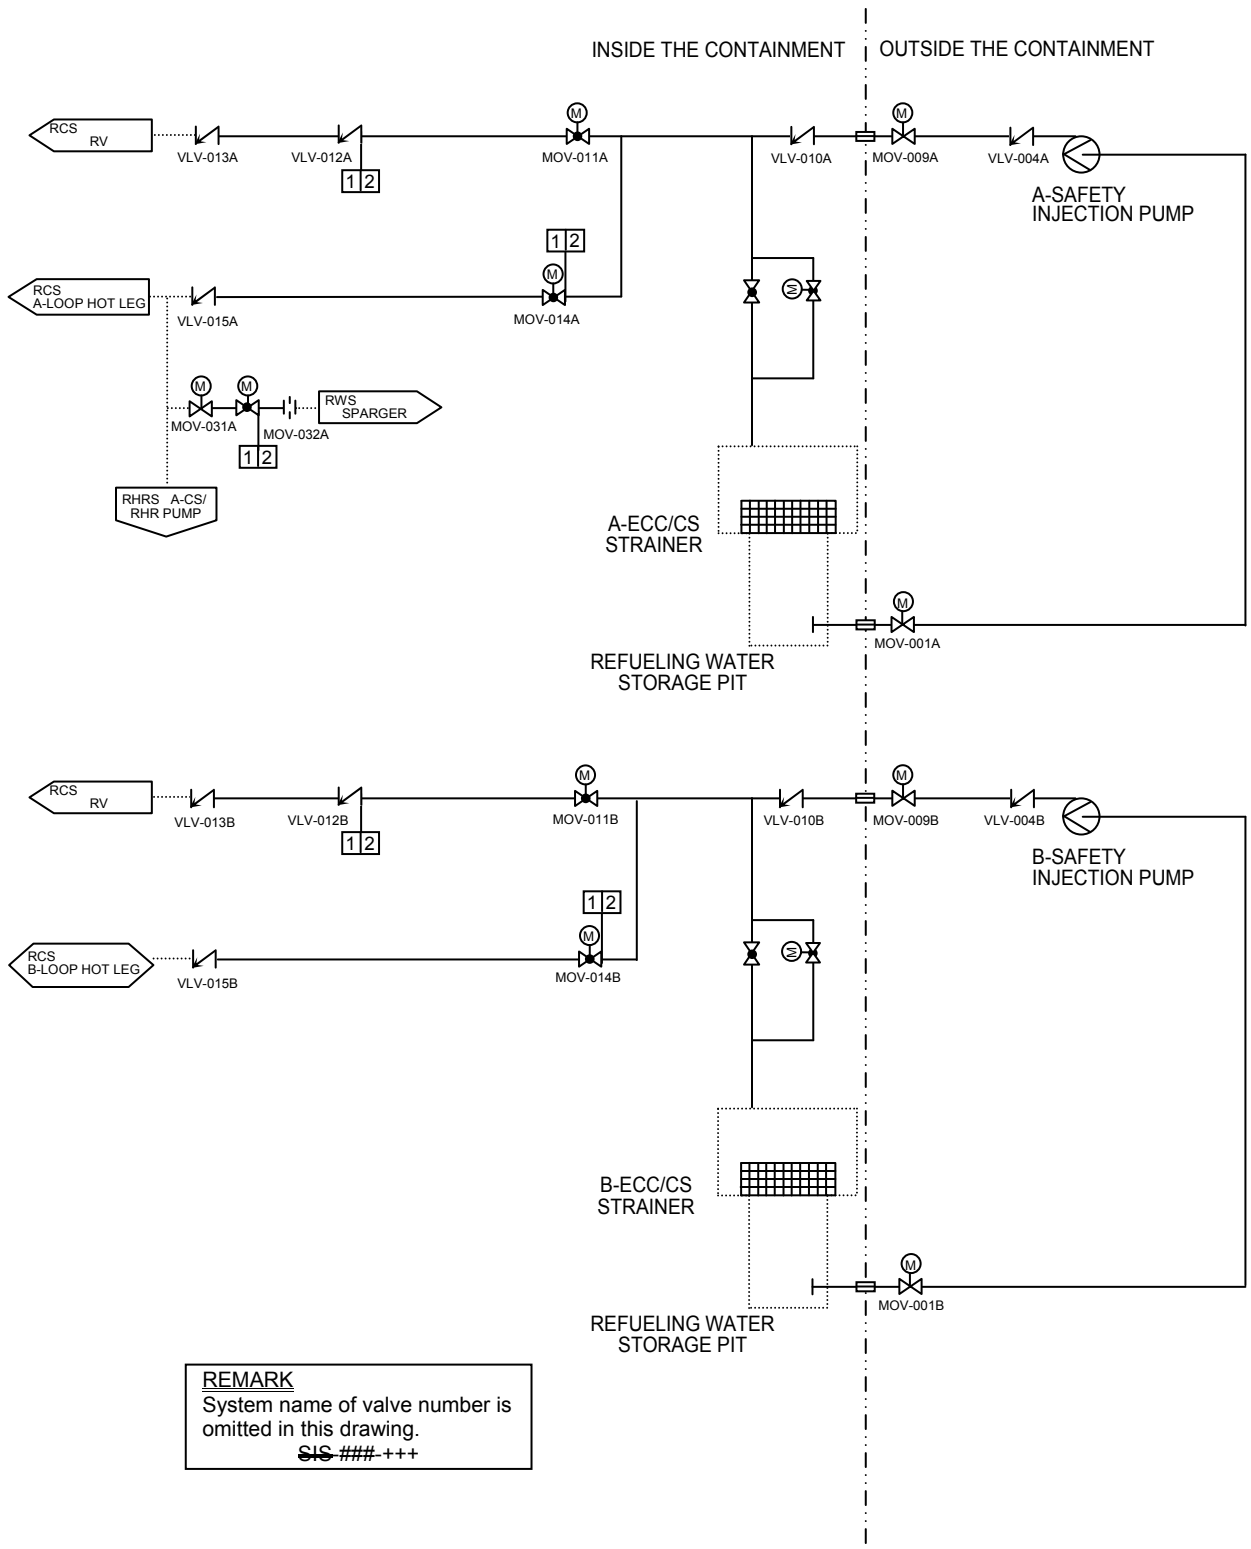 INSIDE THE CONTAINMENT
OUTSIDE THE CONTAINMENT
RCS
RV
VLV-013A
VLV-012A
1 2
M
MOV-011A
VLV-010A
M
MOV-009A
VLV-004A
A-SAFETY
INJECTION PUMP
RCS
A-LOOP HOT LEG
VLV-015A
1 2
M
MOV-014A
M
M
MOV-031A
M
MOV-032A
1 2
RWS
SPARGER
RHRS A-CS/
RHR PUMP
A-ECC/CS
STRAINER
M
MOV-001A
REFUELING WATER
STORAGE PIT
RCS
RV
VLV-013B
VLV-012B
1 2
M
MOV-011B
VLV-010B
M
MOV-009B
VLV-004B
B-SAFETY
INJECTION PUMP
RCS
B-LOOP HOT LEG
VLV-015B
1 2
M
MOV-014B
M
B-ECC/CS
STRAINER
M
MOV-001B
REFUELING WATER
STORAGE PIT
REMARK
System name of valve number is
omitted in this drawing.
SIS-###-+++